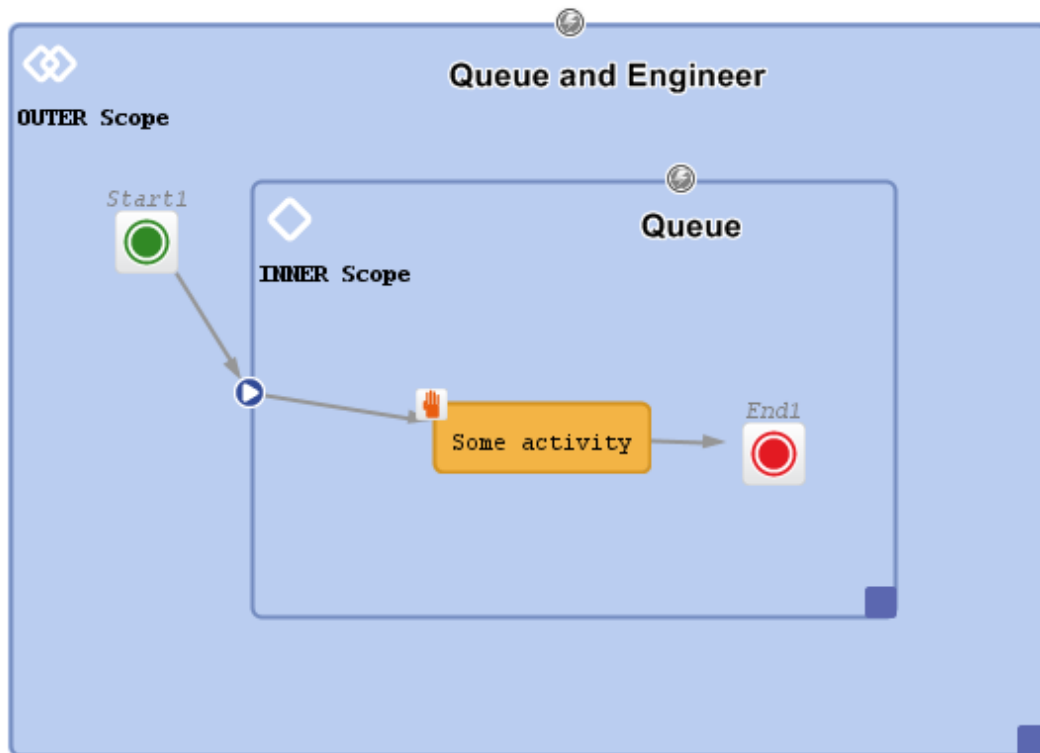 Queue and Engineer
OUTER Scope
Start1
Queue
INNER Scope
Some activity
End1